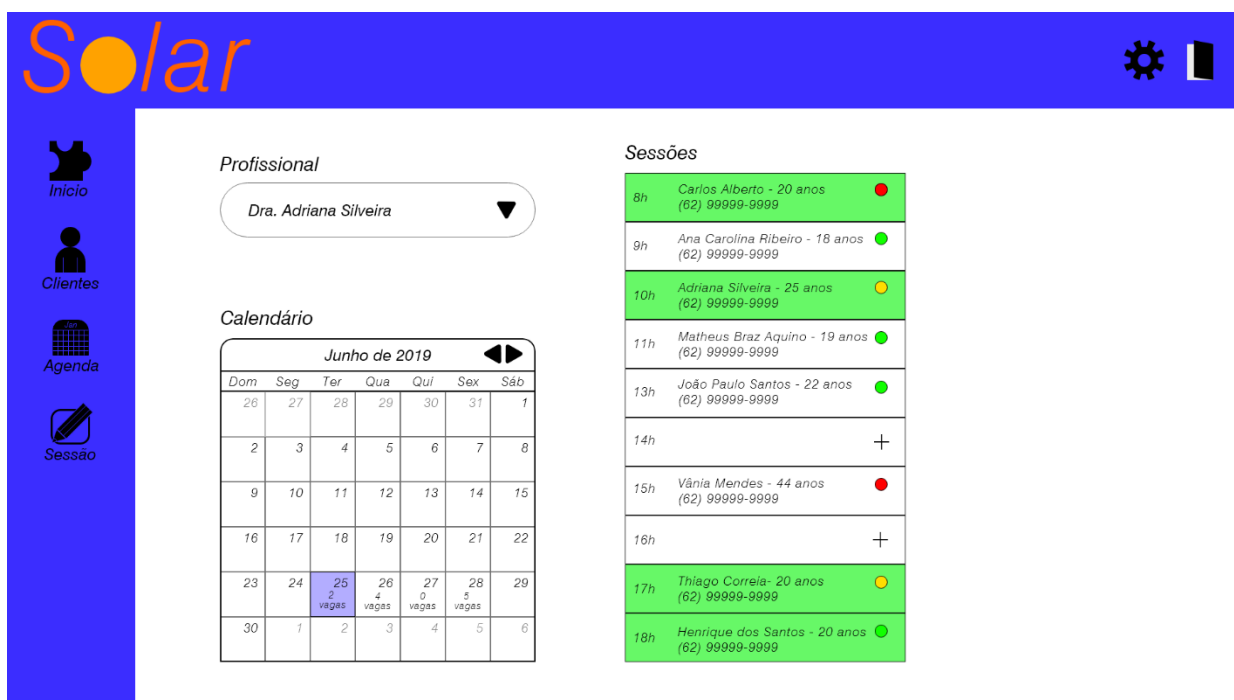 Solar
Inicio
Clientes
Jan
Agenda
Sessão
Profissional
Dra. Adriana Silveira
Calendário
Junho de 2019
Dom Seg Ter Qua Qui Sex Sáb
26 27 28 29 30 31 1
2 3 4 5 6 7 8
9 10 11 12 13 14 15
16 17 18 19 20 21 22
23 24 25 26 27 28 29
2 4 0 5
vagas vagas vagas vagas
30 1 2 3 4 5 6
Sessões
8h Carlos Alberto - 20 anos
(62) 99999-9999
9h Ana Carolina Ribeiro - 18 anos
(62) 99999-9999
10h Adriana Silveira - 25 anos
(62) 99999-9999
11h Matheus Braz Aquino - 19 anos
(62) 99999-9999
13h João Paulo Santos - 22 anos
(62) 99999-9999
14h +
15h Vânia Mendes - 44 anos
(62) 99999-9999
16h +
17h Thiago Correia- 20 anos
(62) 99999-9999
18h Henrique dos Santos - 20 anos
(62) 99999-9999